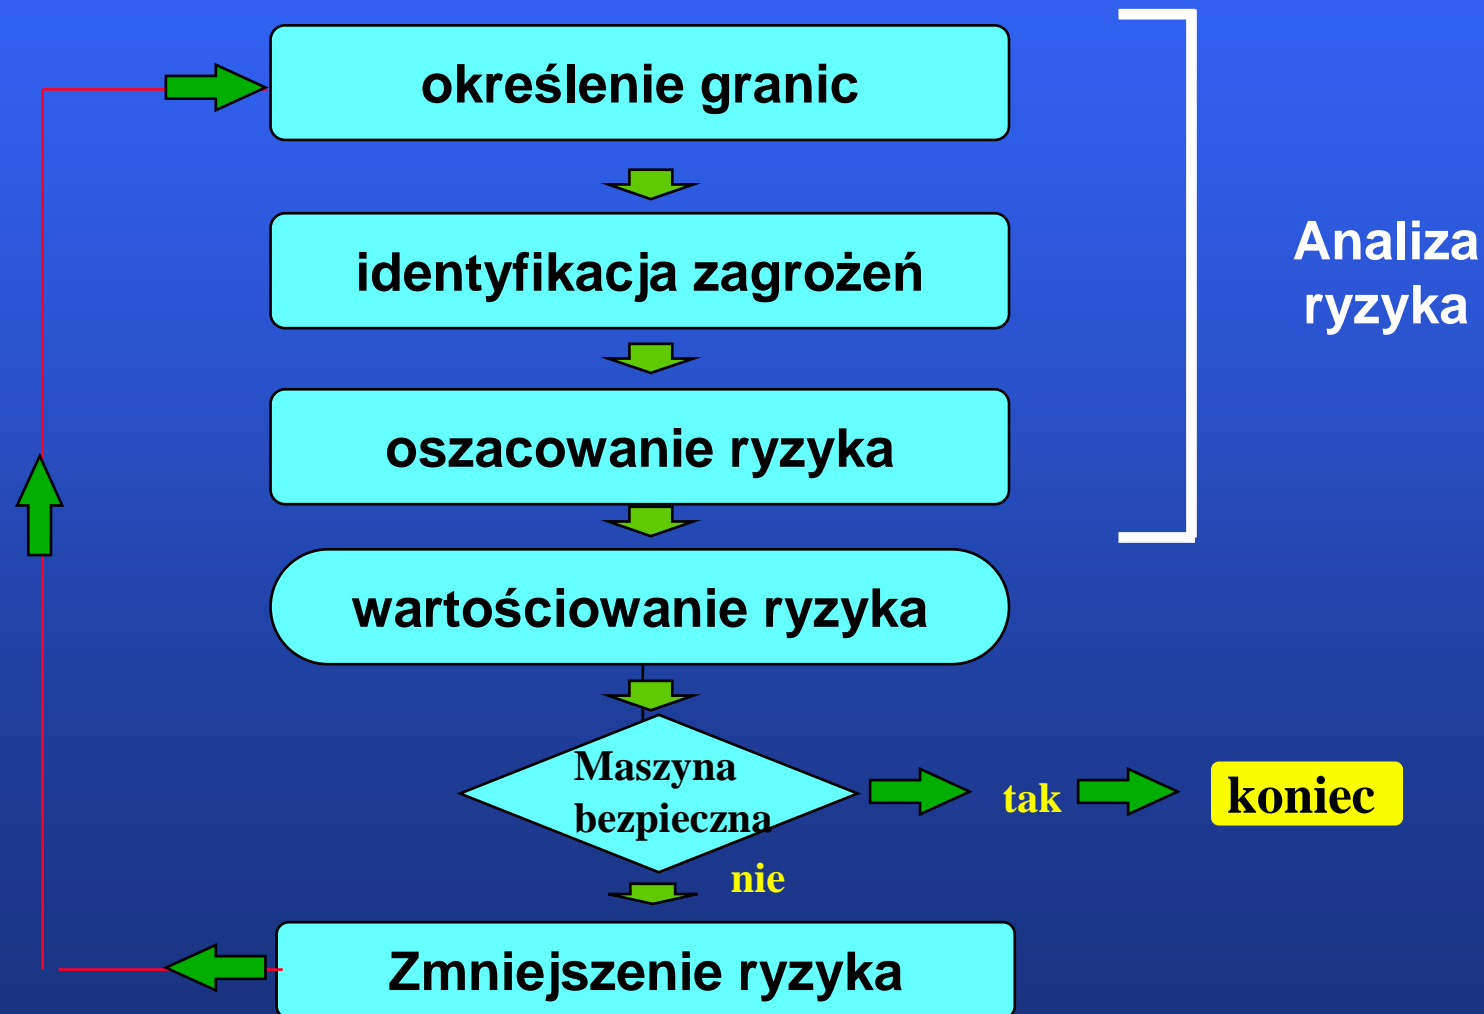 określenie granic
identyfikacja zagrożeń
Analiza
ryzyka
oszacowanie ryzyka
wartościowanie ryzyka
Maszyna
bezpieczna
tak
koniec
nie
Zmniejszenie ryzyka